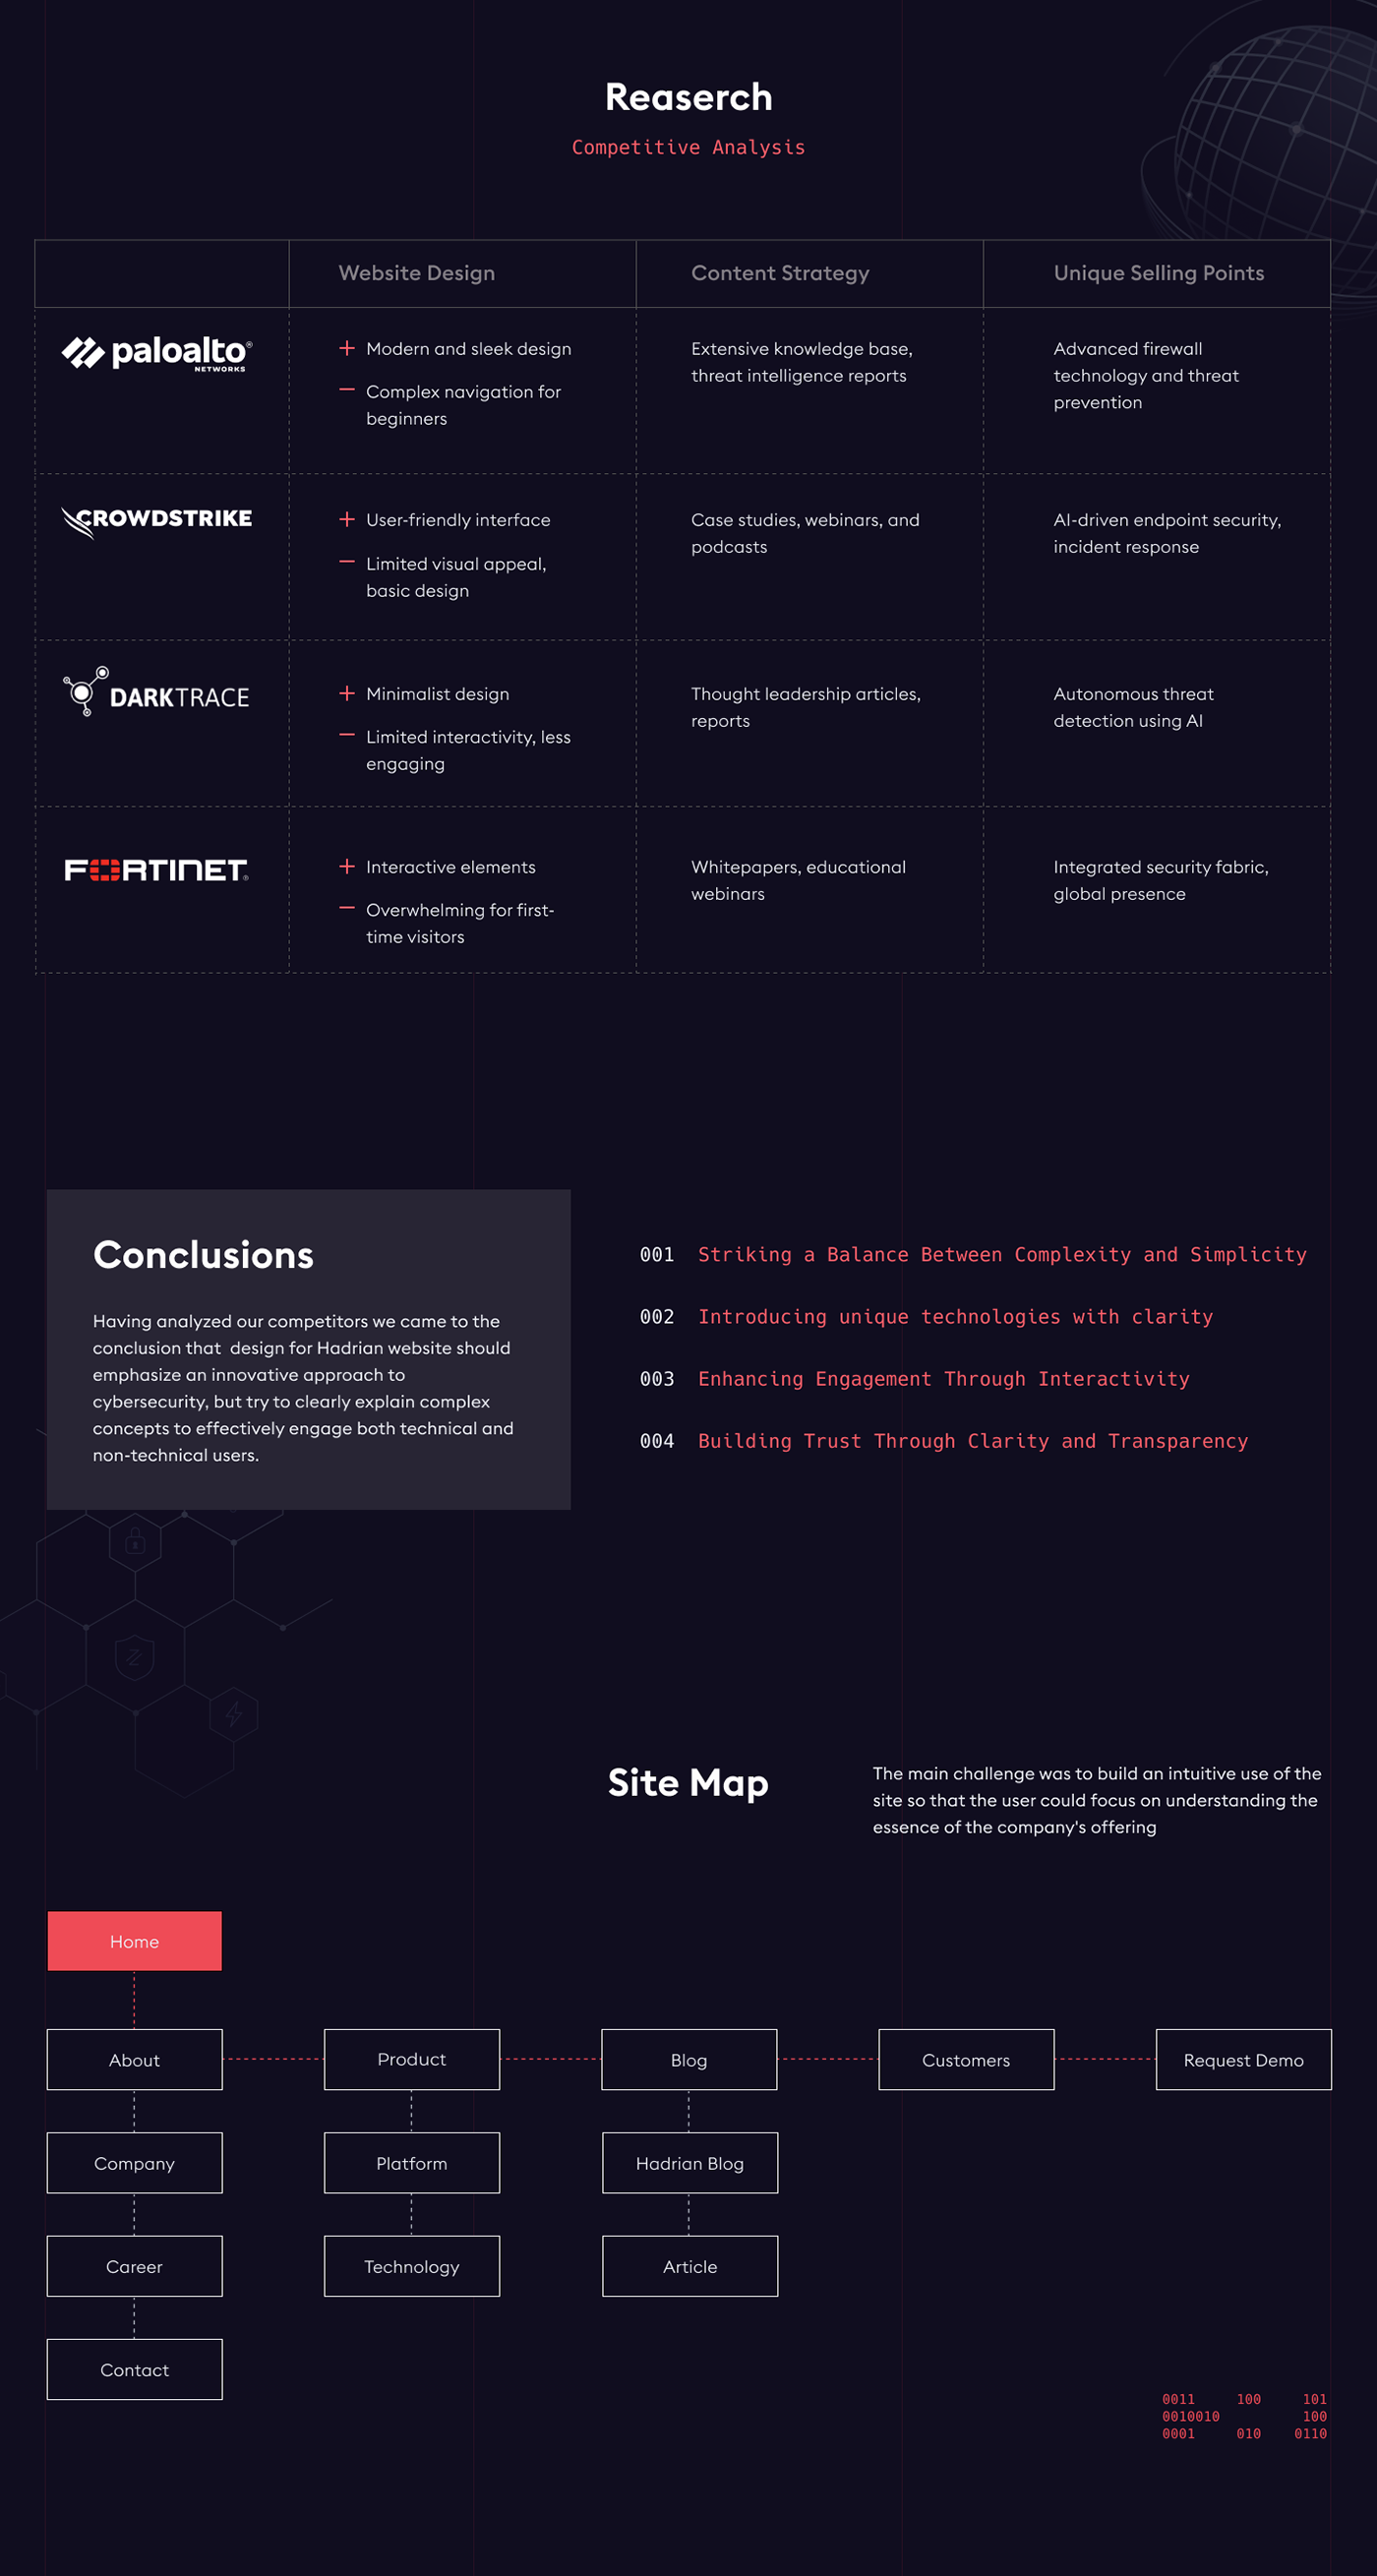 Reaserch
Competitive Analysis
Website Design
Content Strategy
Unique Selling Points
paloalto®
NETWORKS
+ Modern and sleek design
− Complex navigation for
beginners
Extensive knowledge base,
threat intelligence reports
Advanced firewall
technology and threat
prevention
CROWDSTRIKE
+ User-friendly interface
− Limited visual appeal,
basic design
Case studies, webinars, and
podcasts
AI-driven endpoint security,
incident response
DARKTRACE
+ Minimalist design
− Limited interactivity, less
engaging
Thought leadership articles,
reports
Autonomous threat
detection using AI
FORTINET®
+ Interactive elements
− Overwhelming for first-
time visitors
Whitepapers, educational
webinars
Integrated security fabric,
global presence
Conclusions
Having analyzed our competitors we came to the
conclusion that  design for Hadrian website should
emphasize an innovative approach to
cybersecurity, but try to clearly explain complex
concepts to effectively engage both technical and
non-technical users.
001 Striking a Balance Between Complexity and Simplicity
002 Introducing unique technologies with clarity
003 Enhancing Engagement Through Interactivity
004 Building Trust Through Clarity and Transparency
Site Map
The main challenge was to build an intuitive use of the
site so that the user could focus on understanding the
essence of the company's offering
Home
About
Product
Blog
Customers
Request Demo
Company
Platform
Hadrian Blog
Career
Technology
Article
Contact
0011 100 101
0010010 100
0001 010 0110